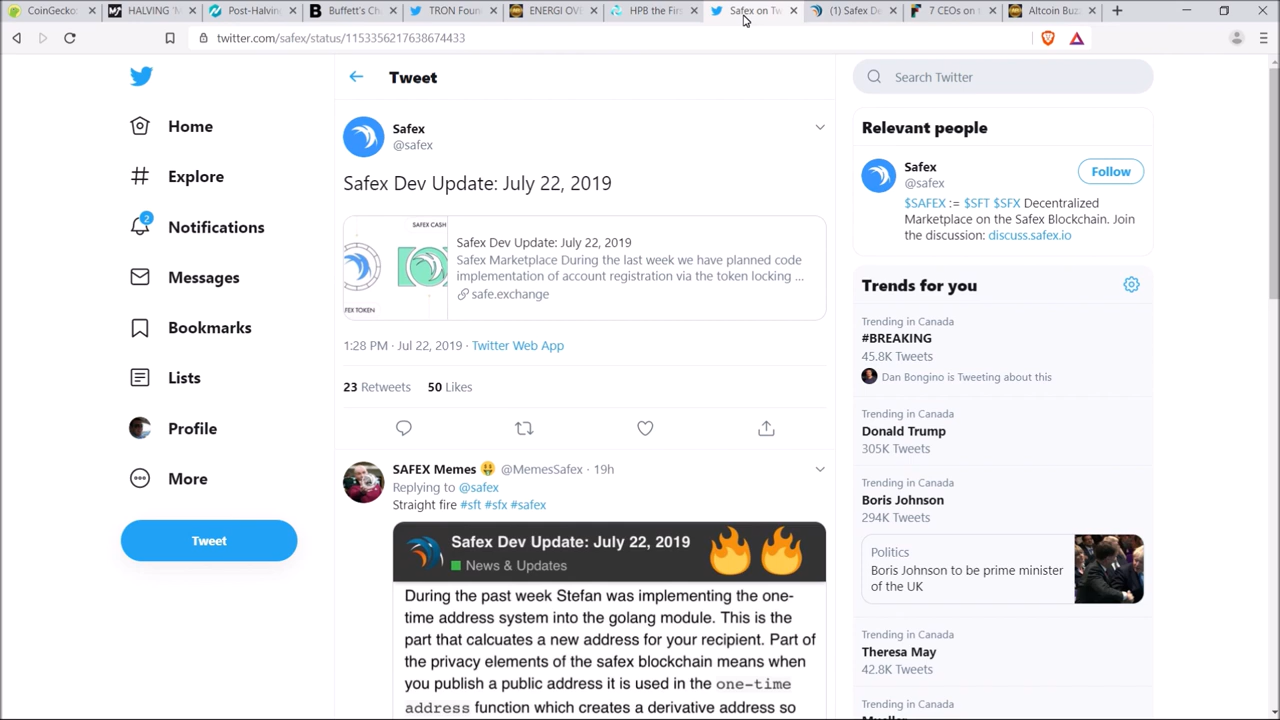 CoinGecko:
HALVING '
Post-Halvin
Buffett's Ch
TRON Foun
ENERGI OV
HPB the Fir
Safex on Tw
(1) Safex De
7 CEOs on
Altcoin Buz
twitter.com/safex/status/1153356217638674433
Tweet
Search Twitter
Home
Explore
2
Notifications
Messages
Bookmarks
Lists
Profile
More
Tweet
Safex
@safex
Safex Dev Update: July 22, 2019
SAFEX CASH
Safex Dev Update: July 22, 2019
Safex Marketplace During the last week we have planned code
implementation of account registration via the token locking ...
safe.exchange
FEX TOKEN
1:28 PM · Jul 22, 2019 · Twitter Web App
23 Retweets 50 Likes
SAFEX Memes @MemesSafex · 19h
Replying to @safex
Straight fire #sft #sfx #safex
Safex Dev Update: July 22, 2019
News & Updates
During the past week Stefan was implementing the one-
time address system into the golang module. This is the
part that calcuates a new address for your recipient. Part of
the privacy elements of the safex blockchain means when
you publish a public address it is used in the one-time
address function which creates a derivative address so
Relevant people
Safex
@safex
Follow
$SAFEX := $SFT $SFX Decentralized
Marketplace on the Safex Blockchain. Join
the discussion: discuss.safex.io
Trends for you
Trending in Canada
#BREAKING
45.8K Tweets
Dan Bongino is Tweeting about this
Trending in Canada
Donald Trump
305K Tweets
Trending in Canada
Boris Johnson
294K Tweets
Politics
Boris Johnson to be prime minister
of the UK
Trending in Canada
Theresa May
42.8K Tweets
Trending in Canada